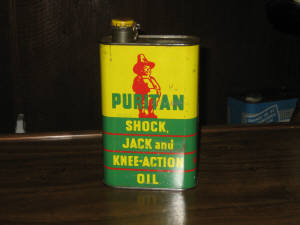 PURITAN
SHOCK,
JACK and
KNEE-ACTION
OIL